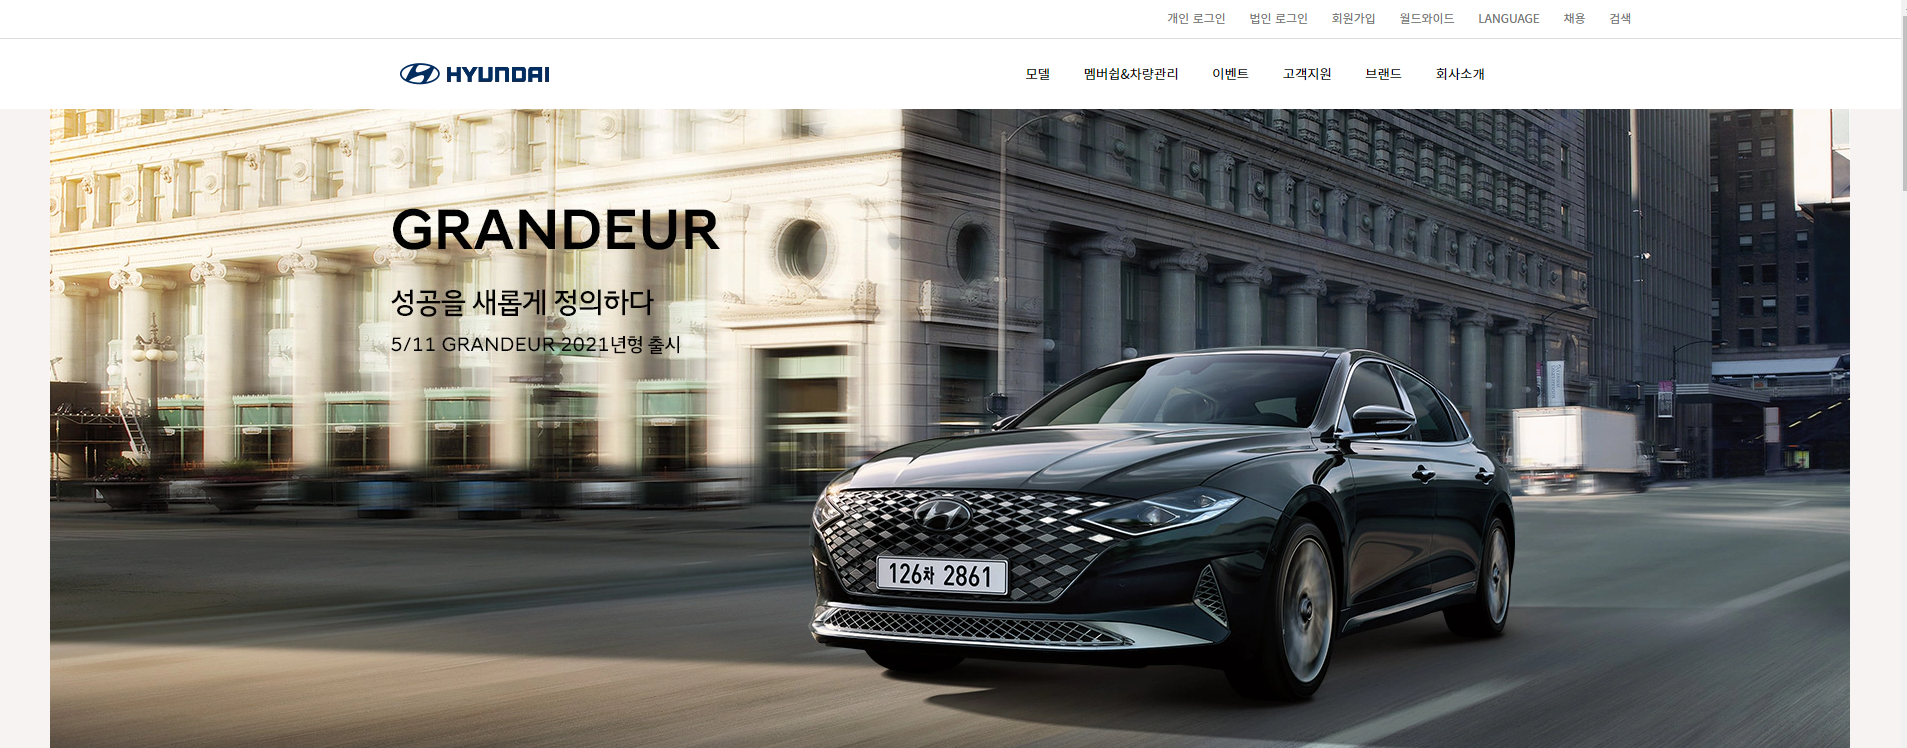 개인 로그인 법인 로그인 회원가입 월드와이드 LANGUAGE 채용 검색
HYUNDAI 모델 멤버쉽&차량관리 이벤트 고객지원 브랜드 회사소개
GRANDEUR
성공을 새롭게 정의하다
5/11 GRANDEUR 2021년형 출시
126차 2861